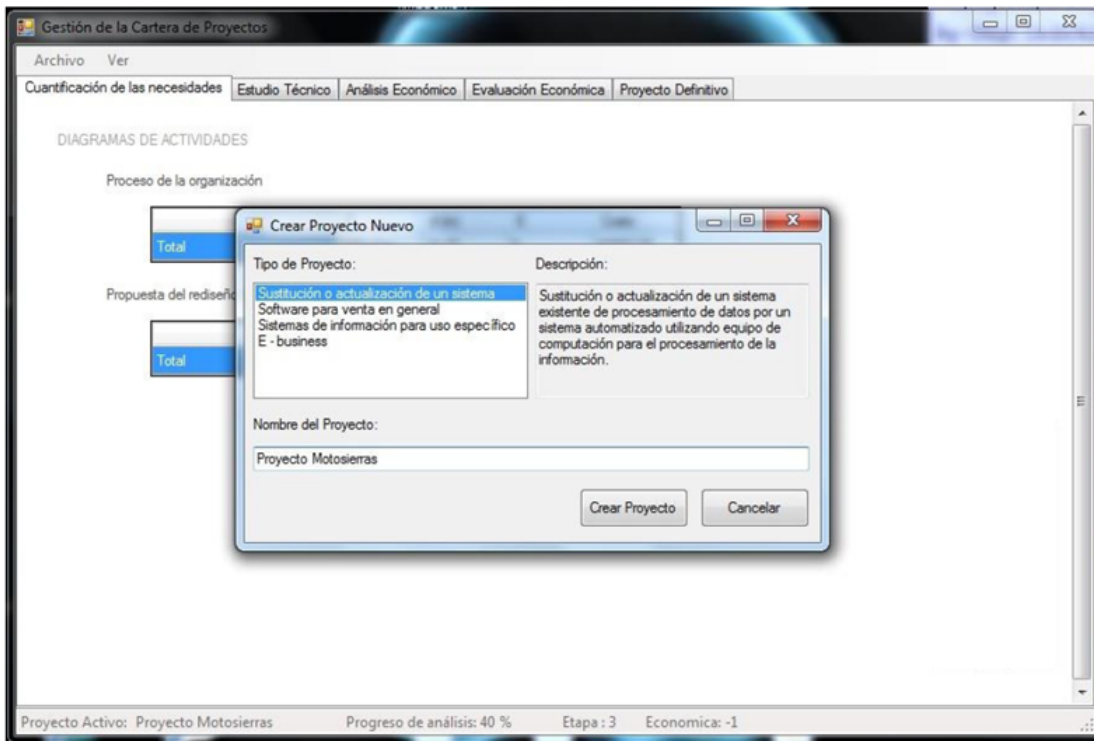 Gestión de la Cartera de Proyectos
Archivo Ver
Cuantificación de las necesidades Estudio Técnico Análisis Económico Evaluación Económica Proyecto Definitivo
DIAGRAMAS DE ACTIVIDADES
Proceso de la organización
Total
Propuesta del rediseño
Total
Crear Proyecto Nuevo
Tipo de Proyecto:
Sustitución o actualización de un sistema
Software para venta en general
Sistemas de información para uso específico
E - business
Descripción:
Sustitución o actualización de un sistema
existente de procesamiento de datos por un
sistema automatizado utilizando equipo de
computación para el procesamiento de la
información.
Nombre del Proyecto:
Proyecto Motosierras
Crear Proyecto Cancelar
Proyecto Activo: Proyecto Motosierras Progreso de análisis: 40 % Etapa : 3 Economica: -1